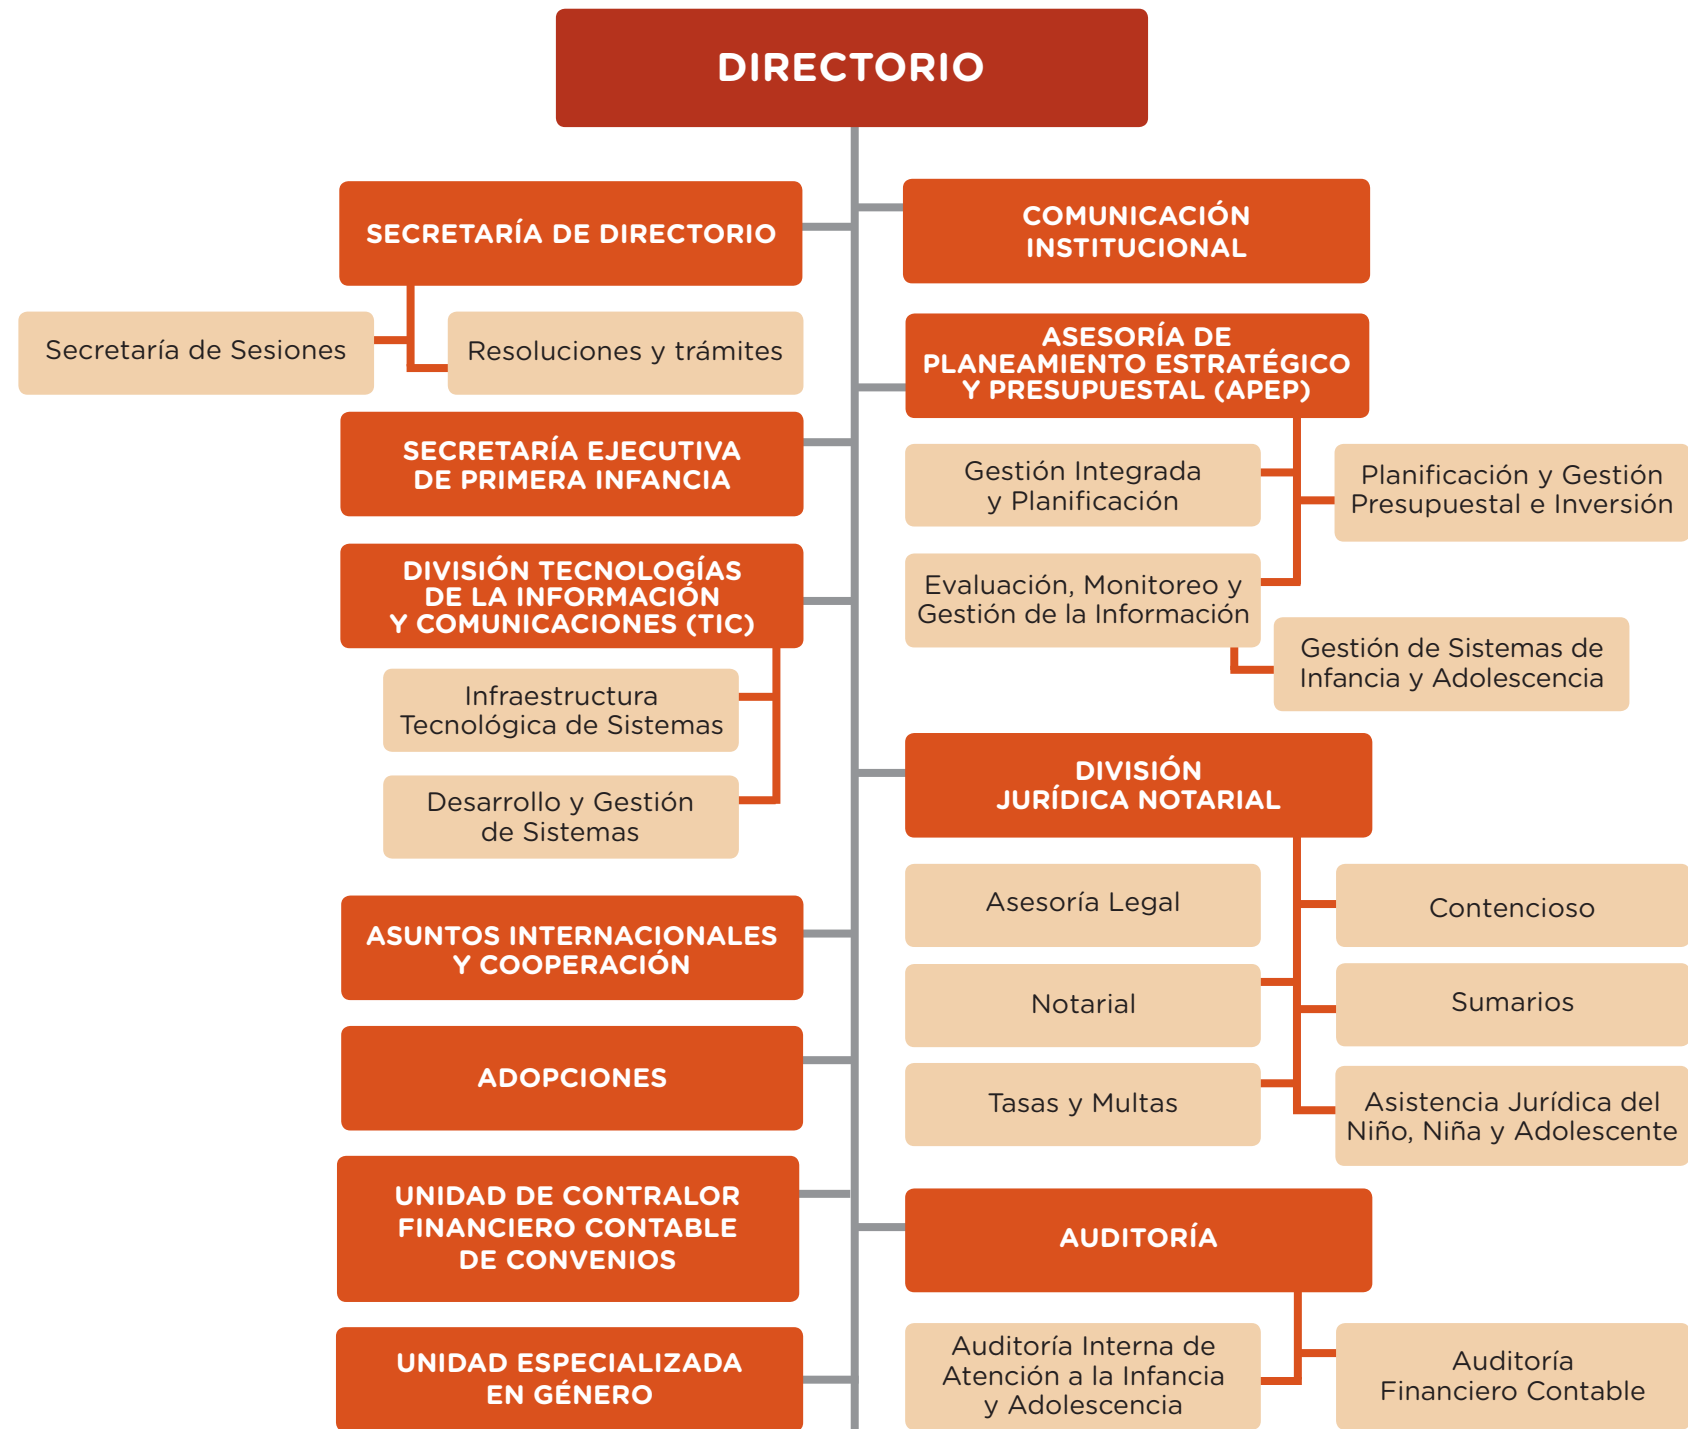 DIRECTORIO
SECRETARÍA DE DIRECTORIO
Secretaría de Sesiones
Resoluciones y trámites
SECRETARÍA EJECUTIVA
DE PRIMERA INFANCIA
DIVISIÓN TECNOLOGÍAS
DE LA INFORMACIÓN
Y COMUNICACIONES (TIC)
Infraestructura
Tecnológica de Sistemas
Desarrollo y Gestión
de Sistemas
ASUNTOS INTERNACIONALES
Y COOPERACIÓN
ADOPCIONES
UNIDAD DE CONTRALOR
FINANCIERO CONTABLE
DE CONVENIOS
UNIDAD ESPECIALIZADA
EN GÉNERO
COMUNICACIÓN
INSTITUCIONAL
ASESORÍA DE
PLANEAMIENTO ESTRATÉGICO
Y PRESUPUESTAL (APEP)
Gestión Integrada
y Planificación
Planificación y Gestión
Presupuestal e Inversión
Evaluación, Monitoreo y
Gestión de la Información
Gestión de Sistemas de
Infancia y Adolescencia
DIVISIÓN
JURÍDICA NOTARIAL
Asesoría Legal
Contencioso
Notarial
Sumarios
Tasas y Multas
Asistencia Jurídica del
Niño, Niña y Adolescente
AUDITORÍA
Auditoría Interna de
Atención a la Infancia
y Adolescencia
Auditoría
Financiero Contable